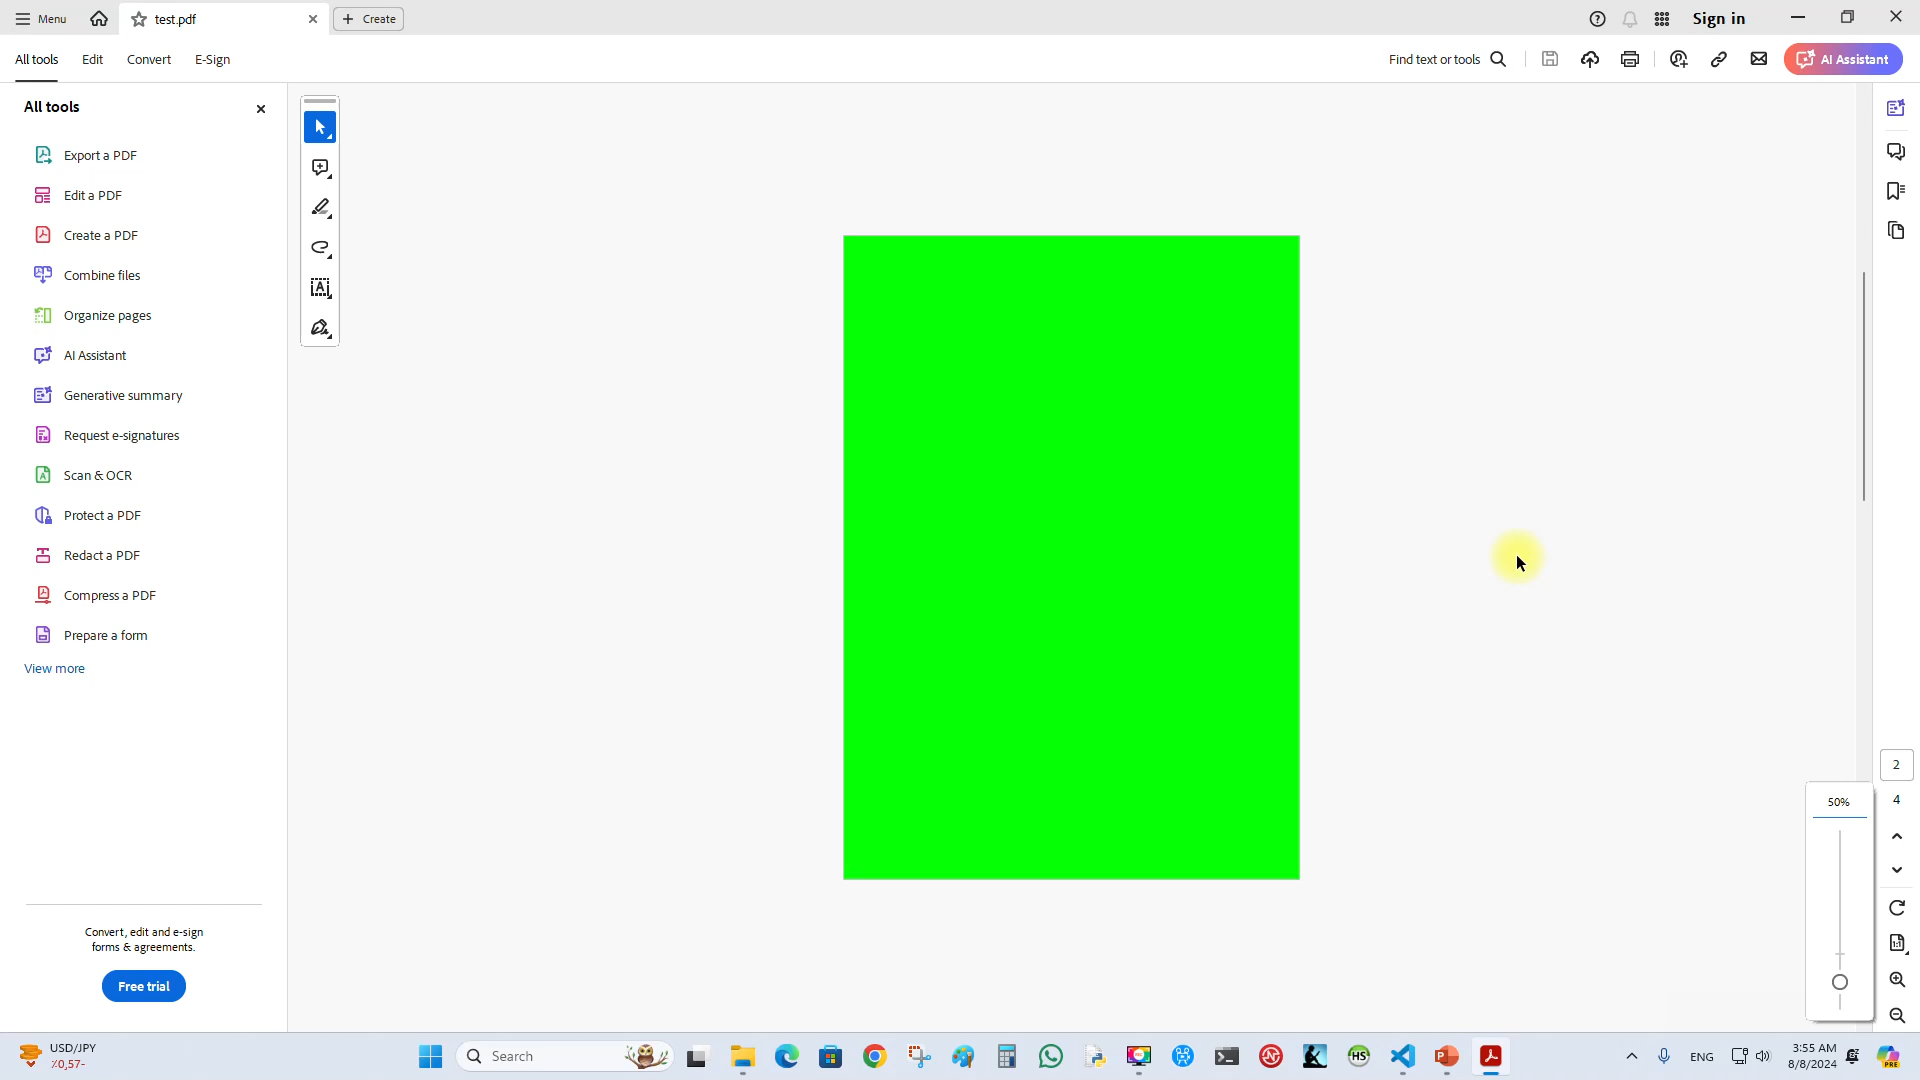 Menu
test.pdf
Create
Sign in
All tools
Edit
Convert
E-Sign
Find text or tools
AI Assistant
All tools
Export a PDF
Edit a PDF
Create a PDF
Combine files
Organize pages
AI Assistant
Generative summary
Request e-signatures
Scan & OCR
Protect a PDF
Redact a PDF
Compress a PDF
Prepare a form
View more
2
50%
4
Convert, edit and e-sign
forms & agreements.
Free trial
USD/JPY
٪0,57-
Search
ENG
3:55 AM
8/8/2024